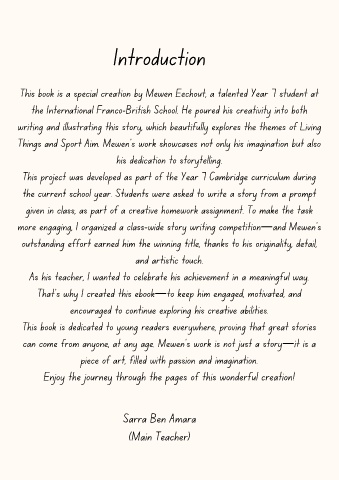 Introduction
This book is a special creation by Mewen Eechout, a talented Year 7 student at
the International Franco-British School. He poured his creativity into both
writing and illustrating this story, which beautifully explores the themes of Living
Things and Sport Aim. Mewen's work showcases not only his imagination but also
his dedication to storytelling.
This project was developed as part of the Year 7 Cambridge curriculum during
the current school year. Students were asked to write a story from a prompt
given in class, as part of a creative homework assignment. To make the task
more engaging, I organized a class-wide story writing competition—and Mewen's
outstanding effort earned him the winning title, thanks to his originality, detail,
and artistic touch.
As his teacher, I wanted to celebrate his achievement in a meaningful way.
That's why I created this ebook—to keep him engaged, motivated, and
encouraged to continue exploring his creative abilities.
This book is dedicated to young readers everywhere, proving that great stories
can come from anyone, at any age. Mewen's work is not just a story—it is a
piece of art, filled with passion and imagination.
Enjoy the journey through the pages of this wonderful creation!
Sarra Ben Amara
(Main Teacher)